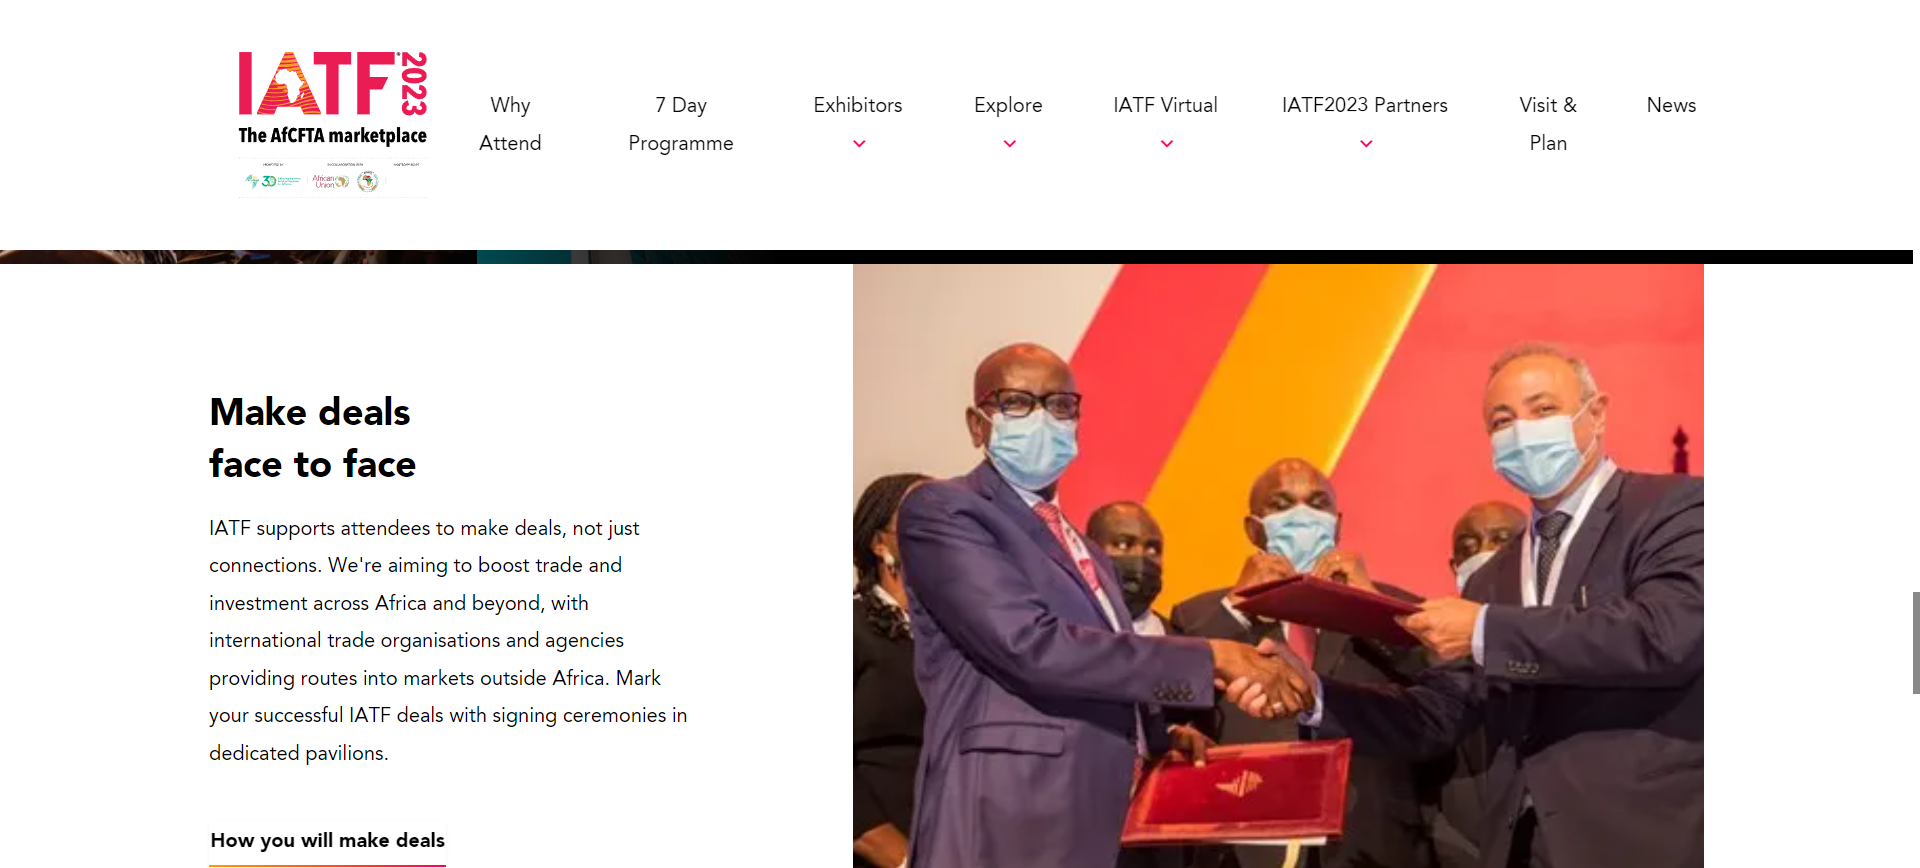 IATF 2023
The AfCFTA marketplace
African
Union
Why
Attend
7 Day
Programme
Exhibitors
Explore
IATF Virtual
IATF2023 Partners
Visit &
Plan
News
Make deals
face to face
IATF supports attendees to make deals, not just
connections. We're aiming to boost trade and
investment across Africa and beyond, with
international trade organisations and agencies
providing routes into markets outside Africa. Mark
your successful IATF deals with signing ceremonies in
dedicated pavilions.
How you will make deals